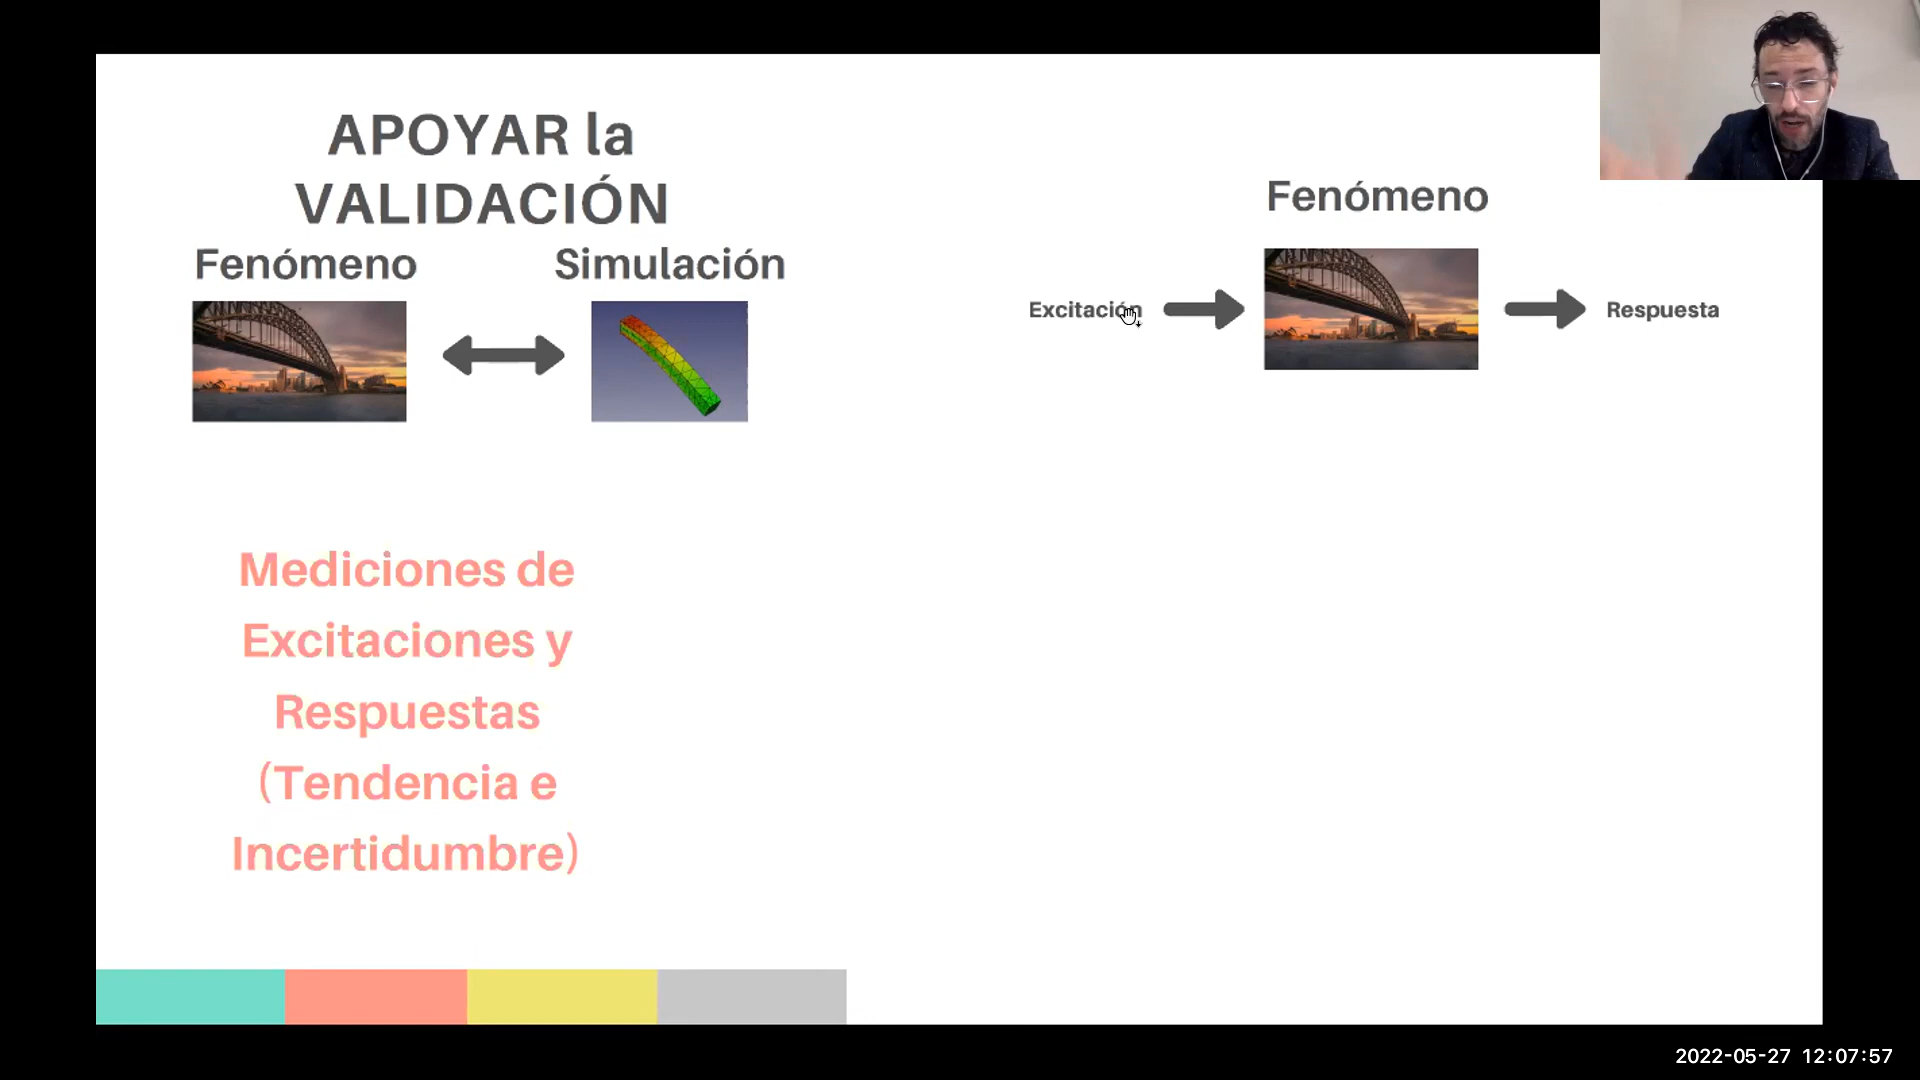 APOYAR la
VALIDACIÓN
Fenómeno
Simulación
Mediciones de
Excitaciones y
Respuestas
(Tendencia e
Incertidumbre)
Fenómeno
Excitación
Respuesta
2022-05-27 12:07:57